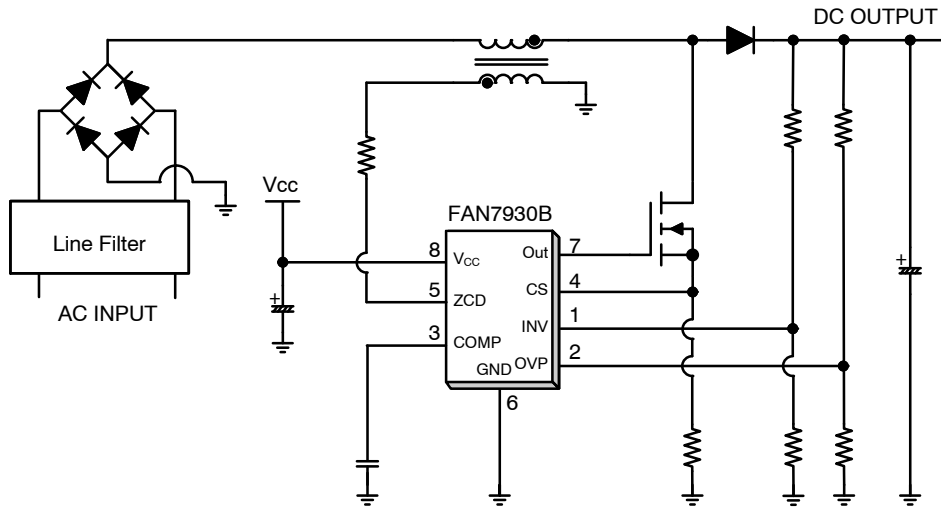 DC OUTPUT
Vcc
FAN7930B
Line Filter
AC INPUT
8
VCC
5
ZCD
3
COMP
GND
6
Out
7
CS
4
INV
1
OVP
2
+
+